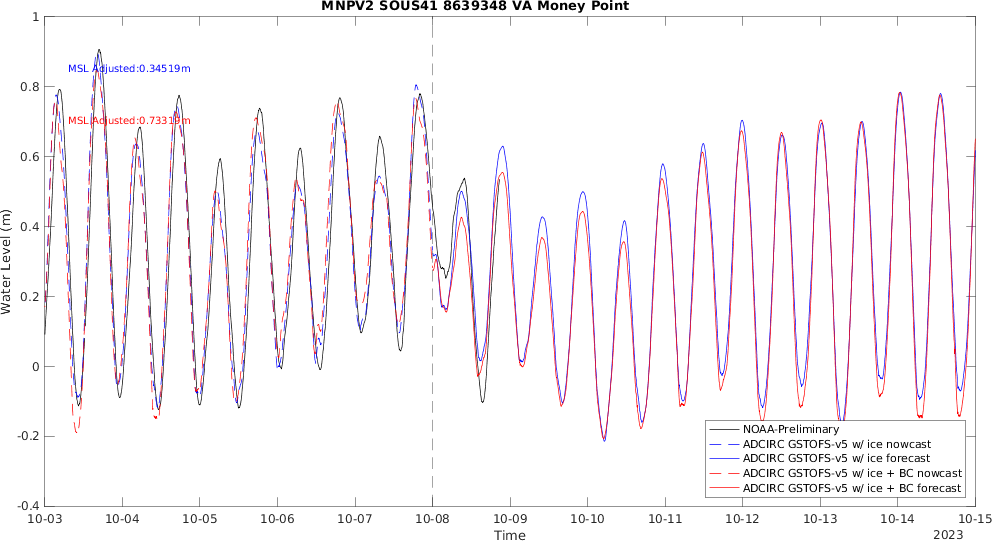 MNPV2 SOUS41 8639348 VA Money Point
Water Level (m)
1
0.8
0.6
0.4
0.2
0
-0.2
-0.4
MSL Adjusted:0.34519m
MSL Adjusted:0.73319m
NOAA-Preliminary
ADCIRC GSTOFS-v5 w/ ice nowcast
ADCIRC GSTOFS-v5 w/ ice forecast
ADCIRC GSTOFS-v5 w/ ice + BC nowcast
ADCIRC GSTOFS-v5 w/ ice + BC forecast
10-03 10-04 10-05 10-06 10-07 10-08 10-09 10-10 10-11 10-12 10-13 10-14 10-15
Time
2023